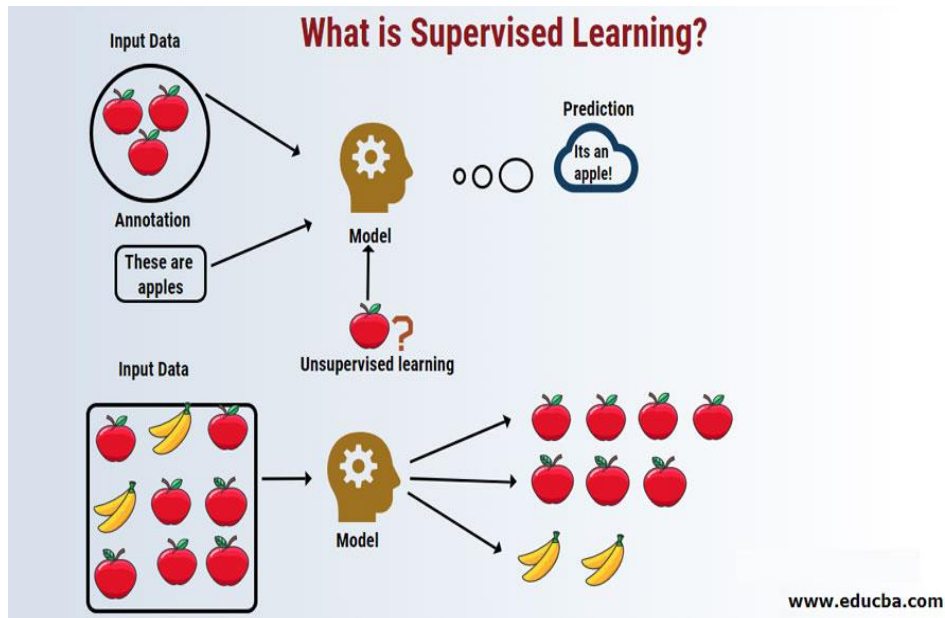 What is Supervised Learning?
Input Data
Prediction
Its an
apple!
Annotation
These are
apples
Model
?
Unsupervised learning
Input Data
Model
www.educba.com